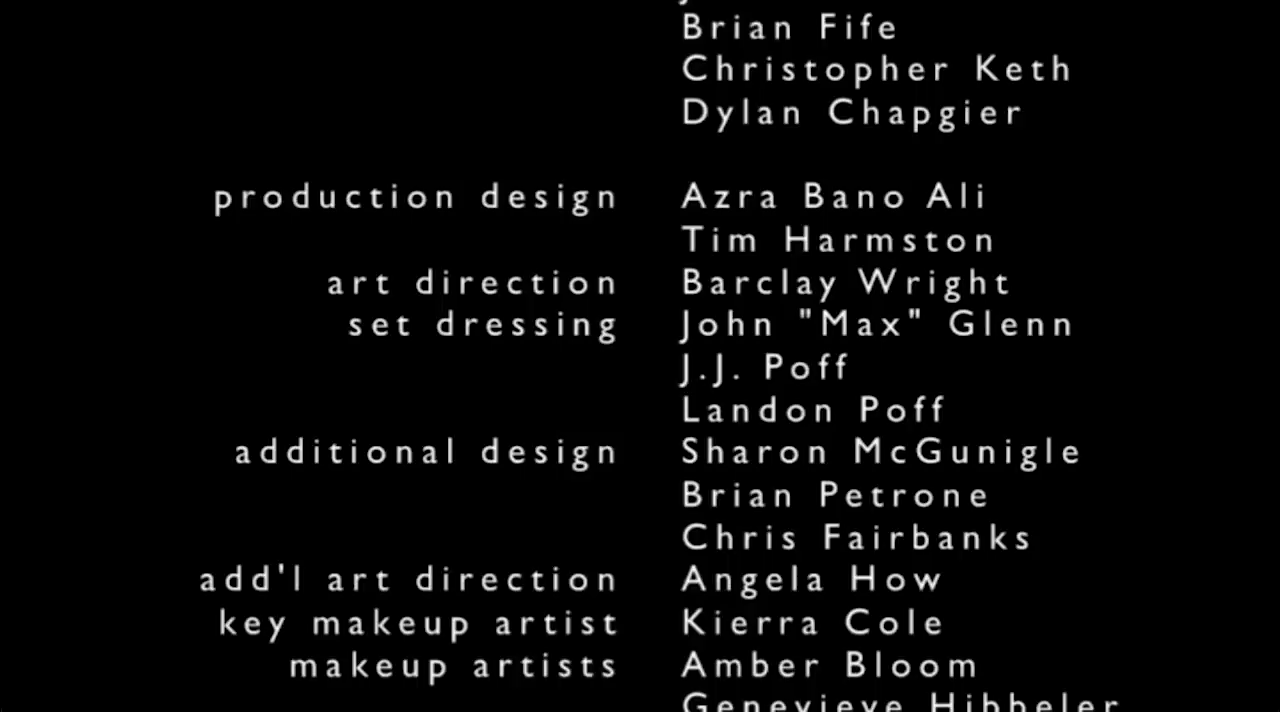 Brian Fife
Christopher Keth
Dylan Chapgier
production design Azra Bano Ali
Tim Harmston
art direction Barclay Wright
set dressing John "Max" Glenn
J.J. Poff
Landon Poff
additional design Sharon McGunigle
Brian Petrone
Chris Fairbanks
add'l art direction Angela How
key makeup artist Kierra Cole
makeup artists Amber Bloom
Genevieve Hibbeler